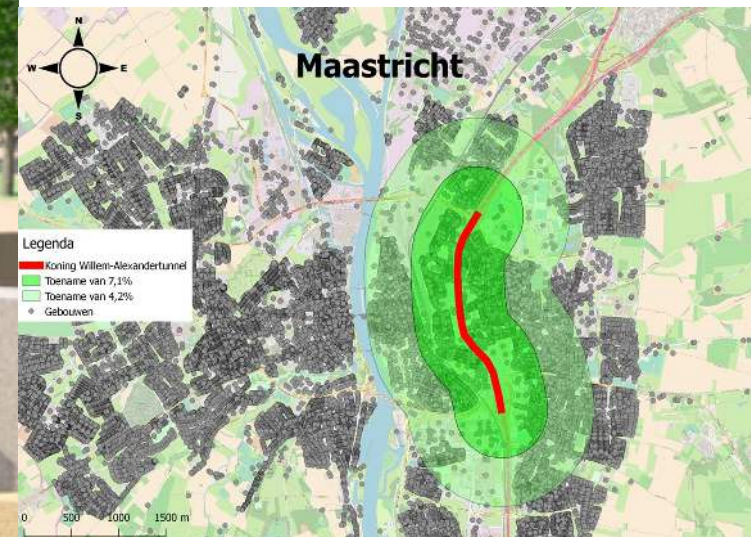 N
W E
S
Maastricht
Legenda
Koning Willem-Alexandertunnel
Toename van 7,1%
Toename van 4,2%
Gebouwen
0 500 1000 1500 m